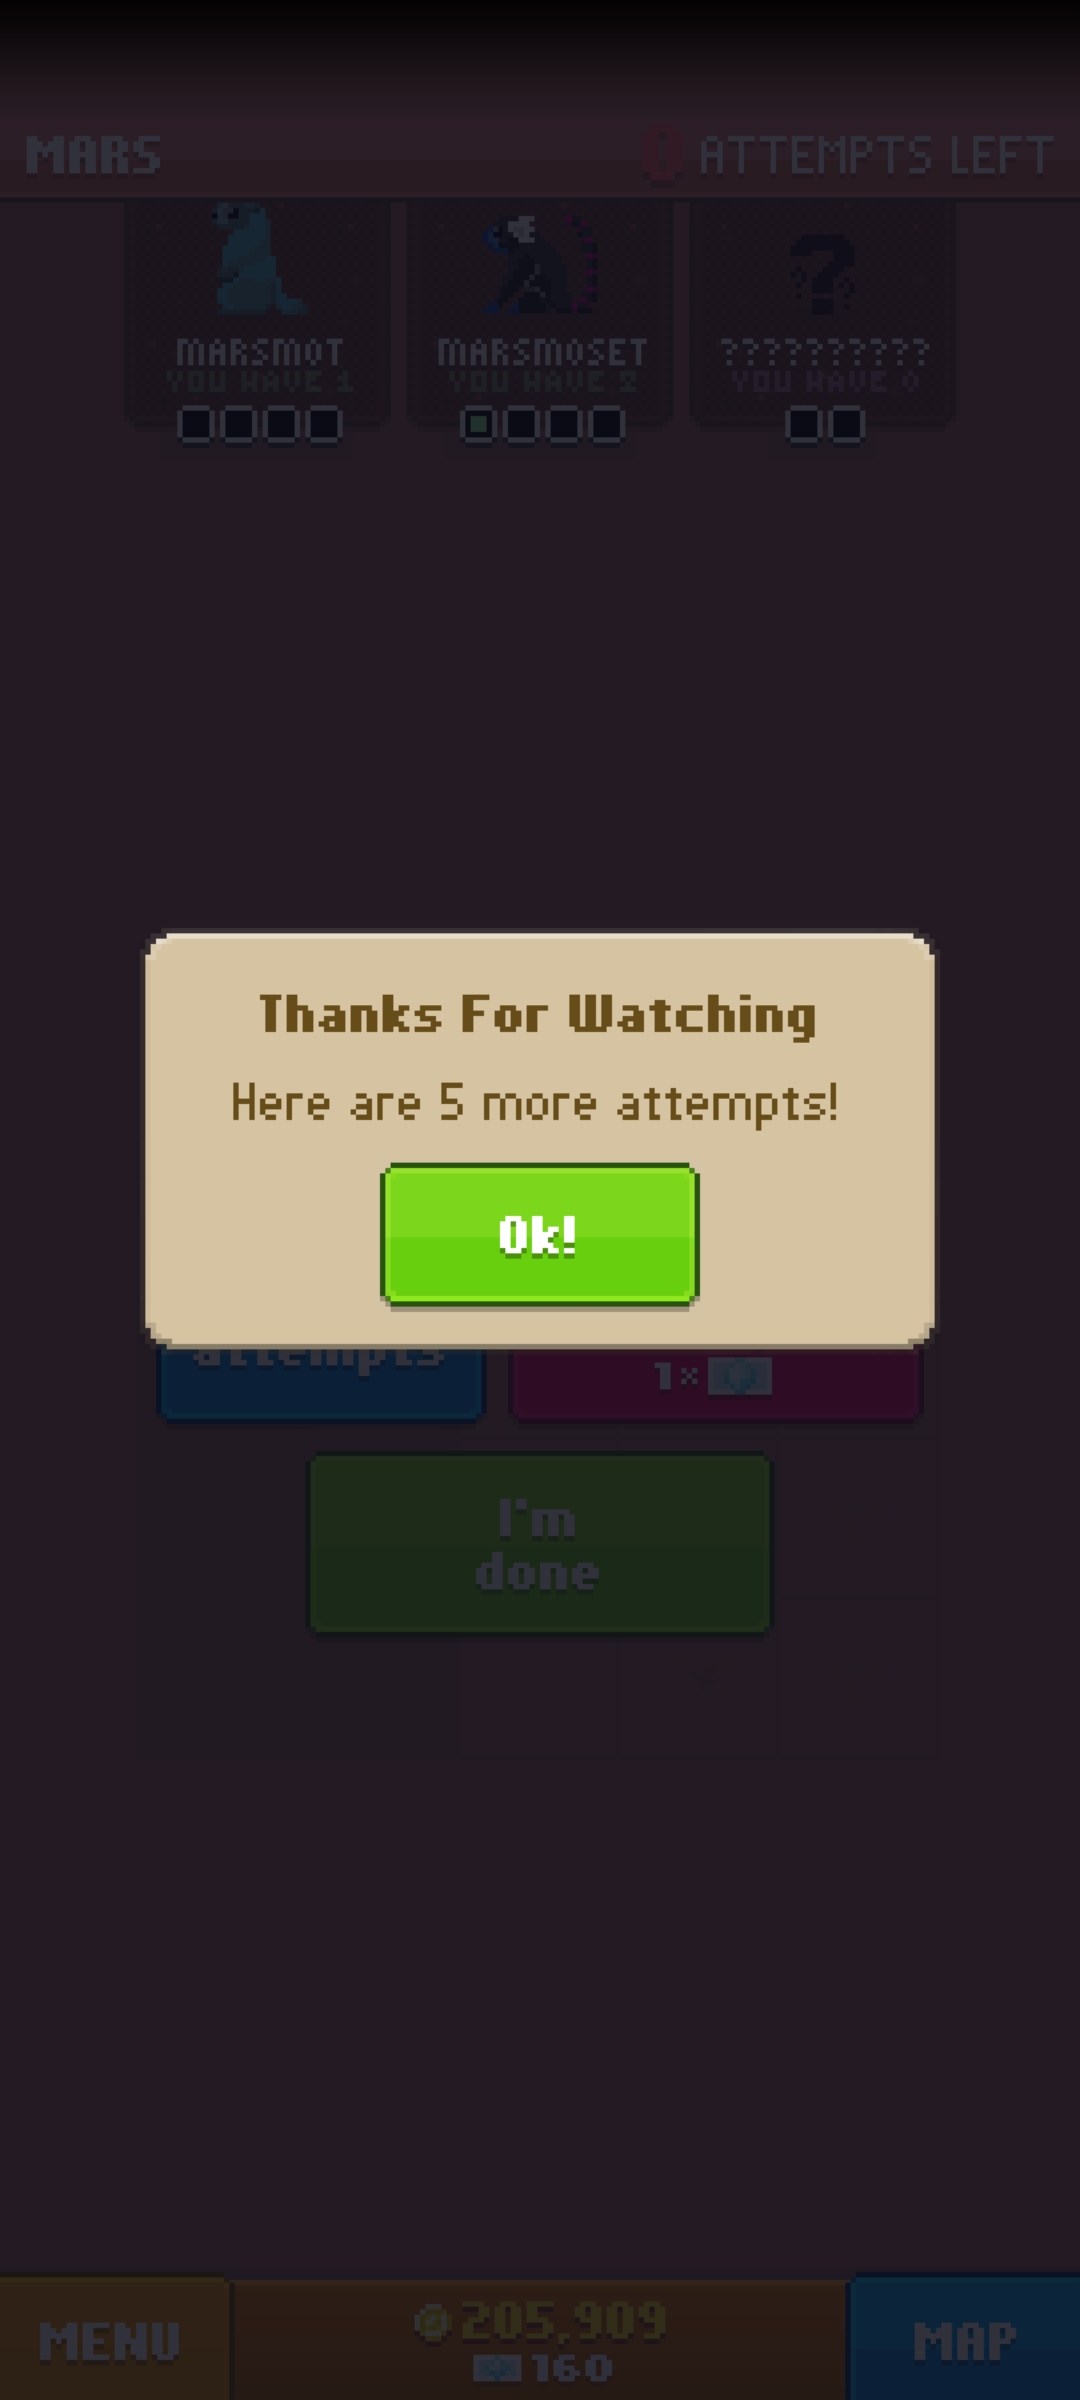 MARS
0 ATTEMPTS LEFT
MARSMOT
MARSMOSET
??????????
YOU HAVE 1
YOU HAVE 2
YOU HAVE 0
Thanks For Watching
Here are 5 more attempts!
Ok!
attempts
1×
I'm
done
MENU
205,909
160
MAP